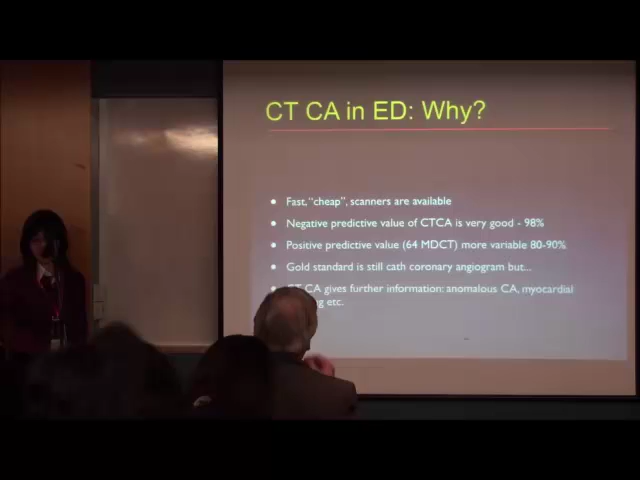 CT CA in ED: Why?
• Fast, "cheap", scanners are available
• Negative predictive value of CTCA is very good - 98%
• Positive predictive value (64 MDCT) more variable 80-90%
• Gold standard is still cath coronary angiogram but...
CT CA gives further information: anomalous CA, myocardial
etc.